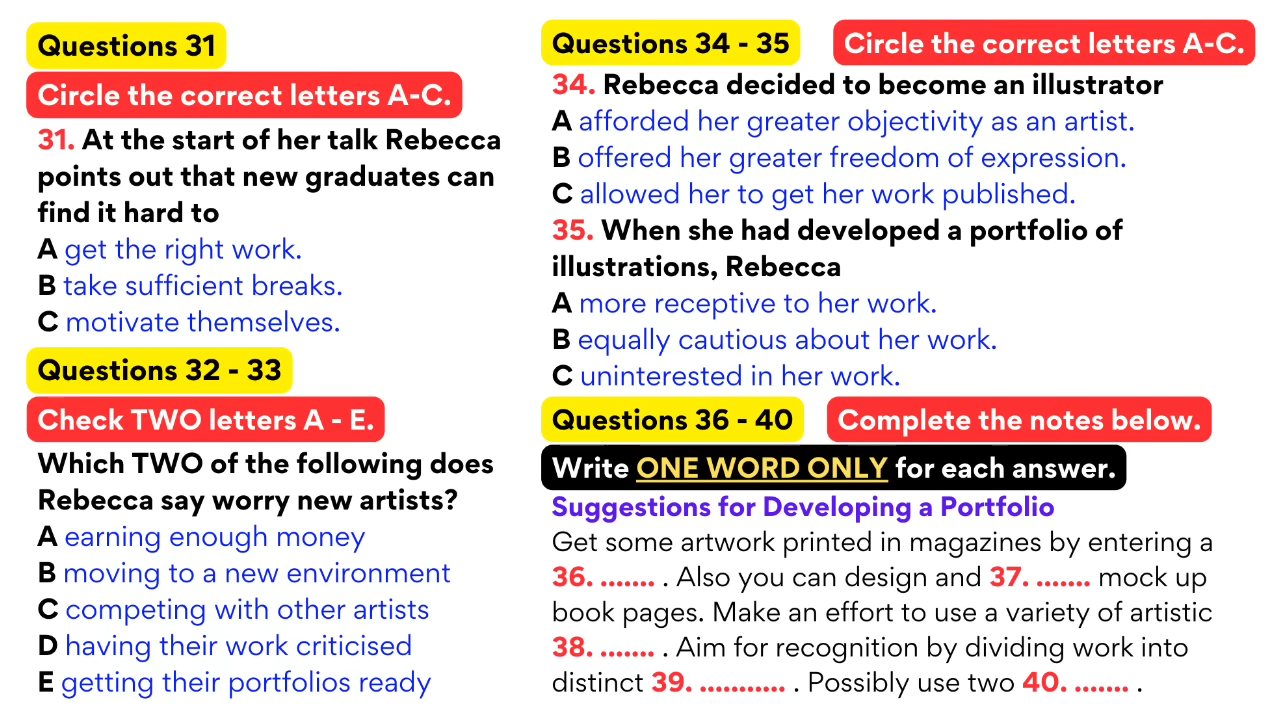 Questions 31
Circle the correct letters A-C.
31. At the start of her talk Rebecca
points out that new graduates can
find it hard to
A get the right work.
B take sufficient breaks.
C motivate themselves.
Questions 32 - 33
Check TWO letters A - E.
Which TWO of the following does
Rebecca say worry new artists?
A earning enough money
B moving to a new environment
C competing with other artists
D having their work criticised
E getting their portfolios ready
Questions 34 - 35
Circle the correct letters A-C.
34. Rebecca decided to become an illustrator
A afforded her greater objectivity as an artist.
B offered her greater freedom of expression.
C allowed her to get her work published.
35. When she had developed a portfolio of
illustrations, Rebecca
A more receptive to her work.
B equally cautious about her work.
C uninterested in her work.
Questions 36 - 40
Complete the notes below.
Write ONE WORD ONLY for each answer.
Suggestions for Developing a Portfolio
Get some artwork printed in magazines by entering a
36. ....... . Also you can design and 37. ....... mock up
book pages. Make an effort to use a variety of artistic
38. ....... . Aim for recognition by dividing work into
distinct 39. ........... . Possibly use two 40. ....... .